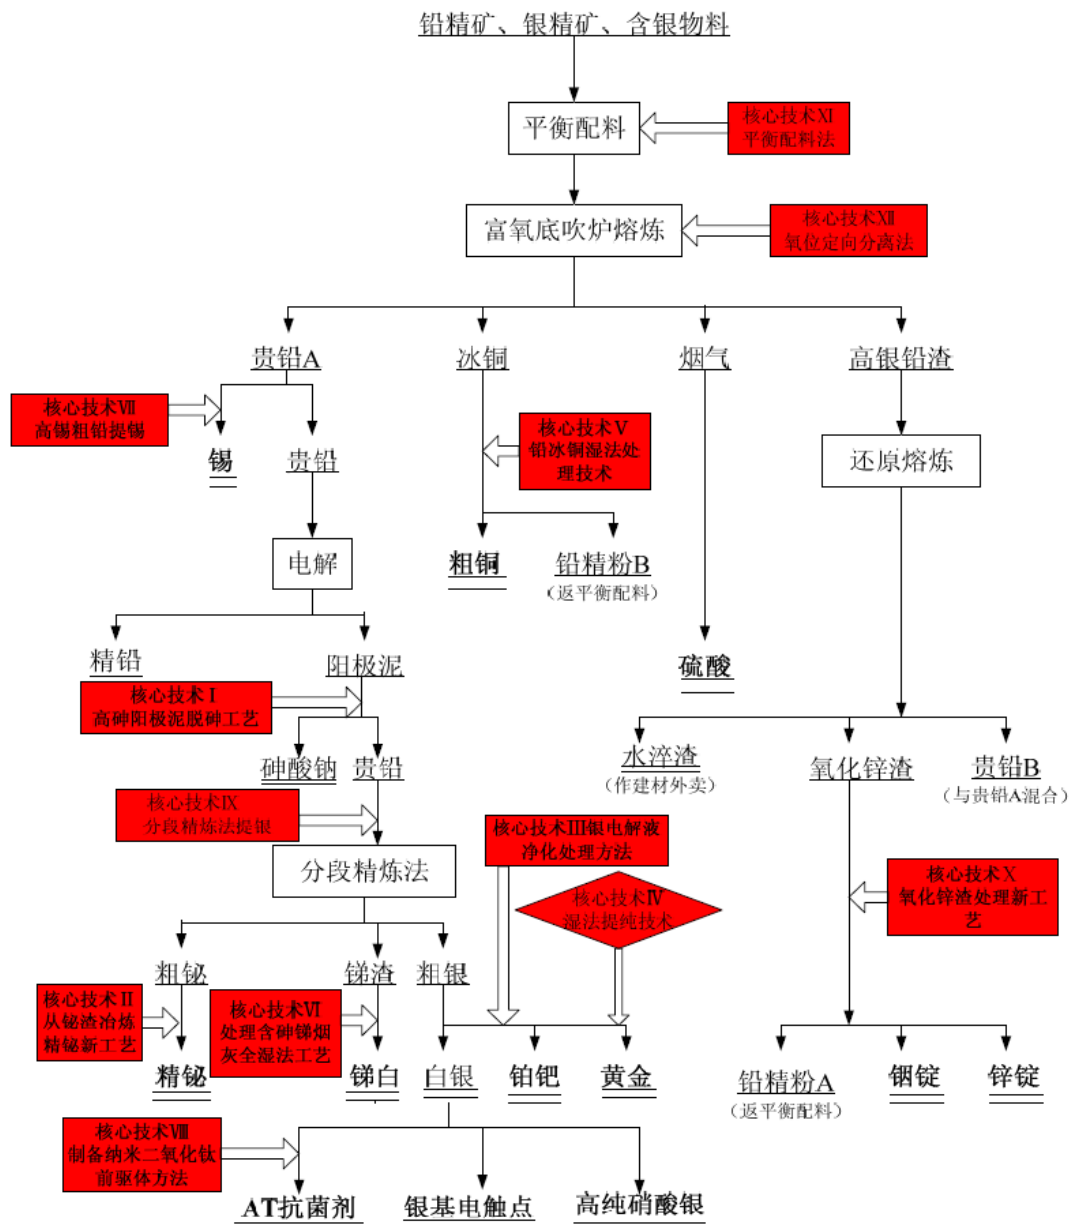 铅精矿、银精矿、含银物料
平衡配料
核心技术Ⅺ
平衡配料法
富氧底吹炉熔炼
核心技术Ⅻ
氧位定向分离法
贵铅A
冰铜
烟气
高银铅渣
核心技术Ⅶ
高锡粗铅提锡
核心技术Ⅴ
铅冰铜湿法处
理技术
锡
贵铅
还原熔炼
电解
粗铜
铅精粉B
（返平衡配料）
精铅
阳极泥
硫酸
核心技术Ⅰ
高砷阳极泥脱砷工艺
砷酸钠
贵铅
水淬渣
（作建材外卖）
氧化锌渣
贵铅B
（与贵铅A混合）
核心技术Ⅸ
分段精炼法提银
核心技术Ⅲ银电解液
净化处理方法
分段精炼法
核心技术Ⅳ
湿法提纯技术
核心技术Ⅹ
氧化锌渣处理新工
艺
粗铋
锑渣
粗银
核心技术Ⅱ
从铋渣冶炼
精铋新工艺
核心技术Ⅵ
处理含砷锑烟
灰全湿法工艺
精铋
锑白
白银
铂钯
黄金
铅精粉A
（返平衡配料）
铟锭
锌锭
核心技术Ⅷ
制备纳米二氧化钛
前驱体方法
AT抗菌剂
银基电触点
高纯硝酸银